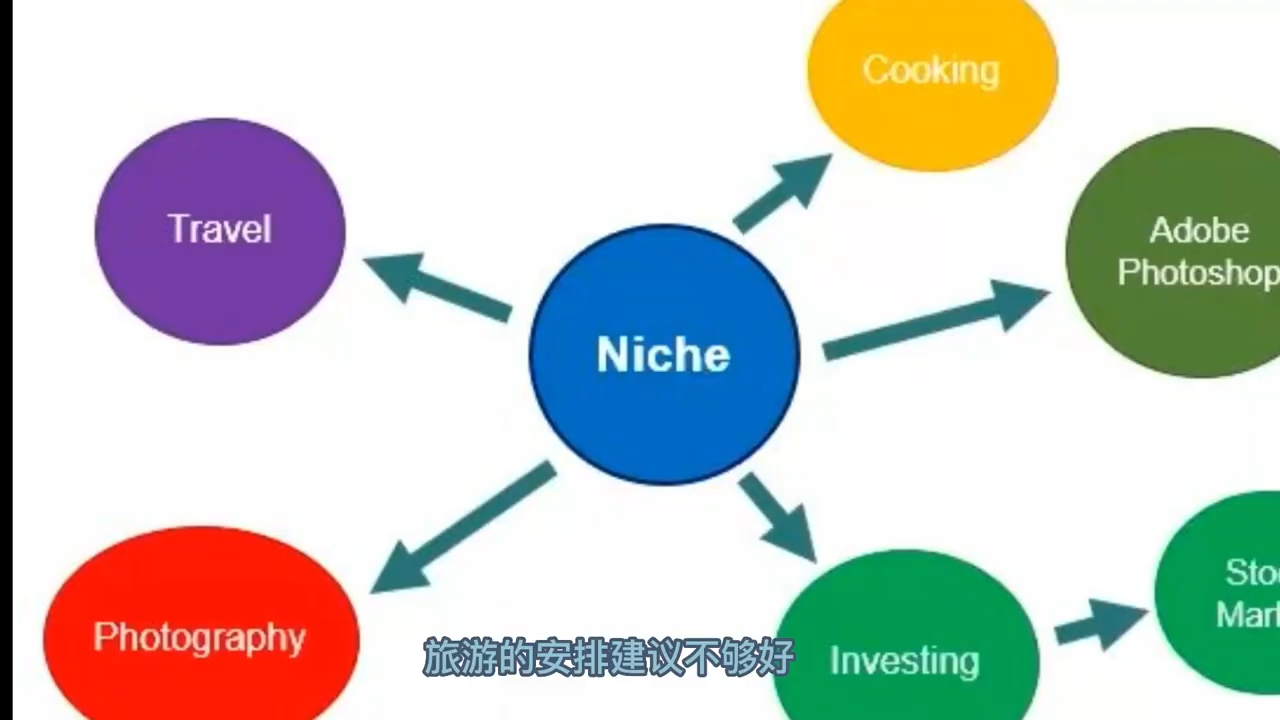 Cooking
Travel
Adobe
Photoshop
Niche
Photography
Investing
旅游的安排建议不够好